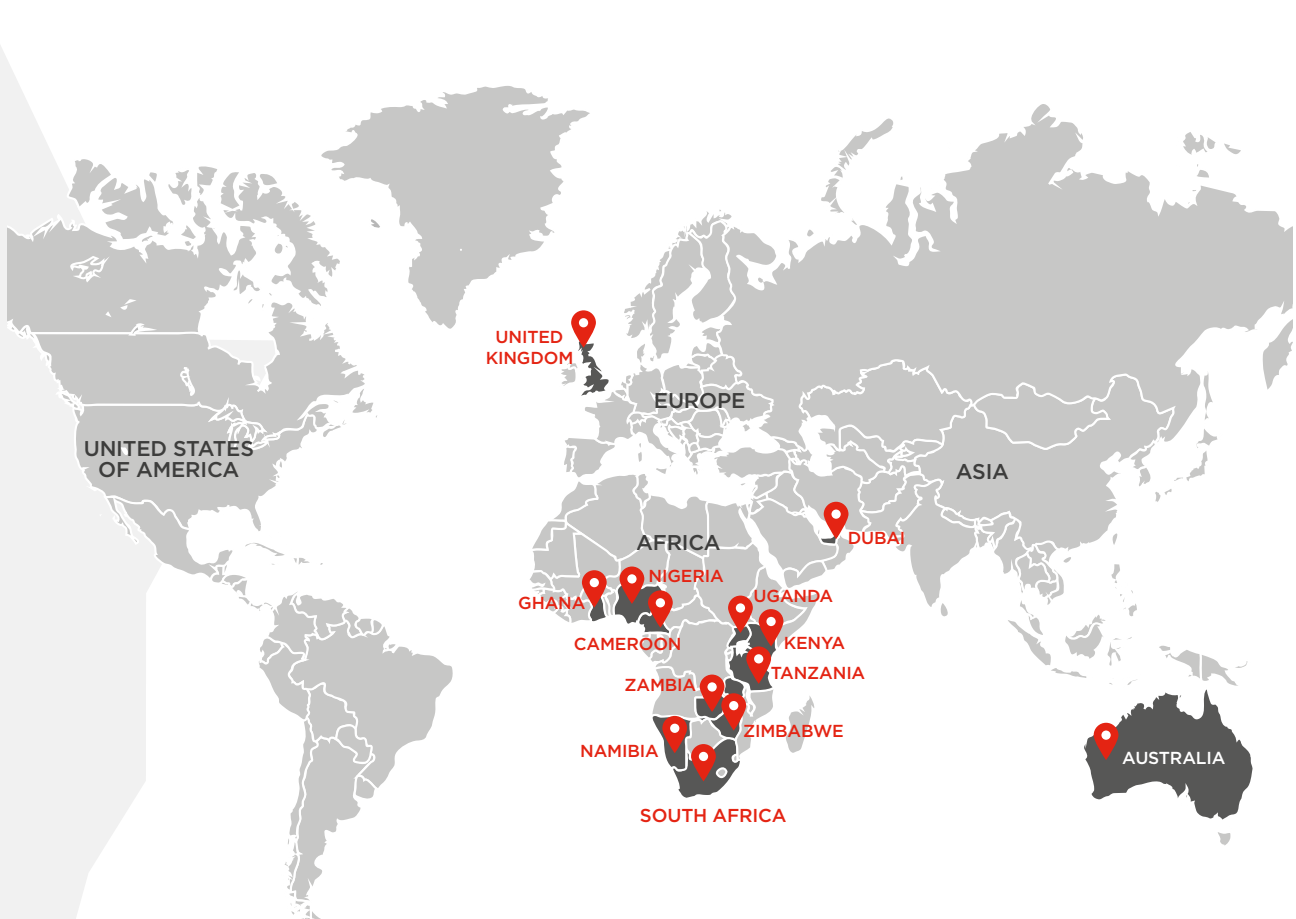 UNITED
KINGDOM
EUROPE
UNITED STATES
OF AMERICA
ASIA
DUBAI
AFRICA
NIGERIA
GHANA
UGANDA
CAMEROON
KENYA
TANZANIA
ZAMBIA
ZIMBABWE
NAMIBIA
AUSTRALIA
SOUTH AFRICA